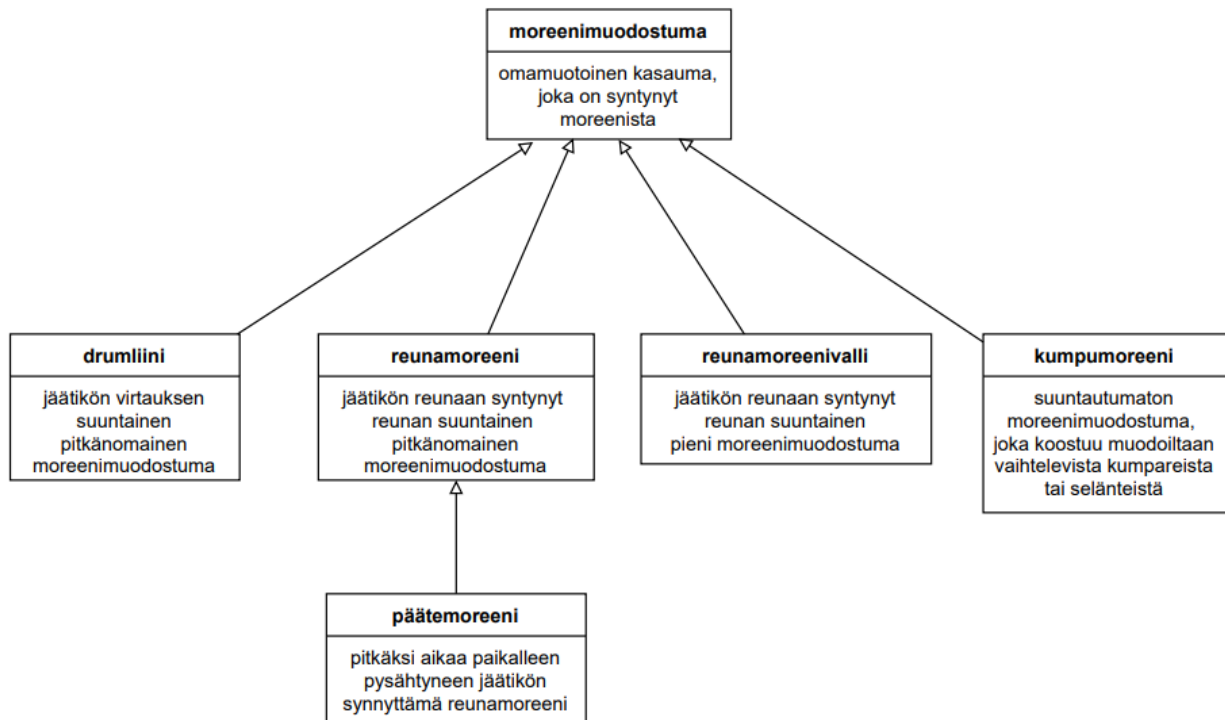 moreenimuodostuma
omamuotoinen kasauma,
joka on syntynyt
moreenista
drumliini
jäätikön virtauksen
suuntainen
pitkänomainen
moreenimuodostuma
reunamoreeni
jäätikön reunaan syntynyt
reunan suuntainen
pitkänomainen
moreenimuodostuma
reunamoreenivalli
jäätikön reunaan syntynyt
reunan suuntainen
pieni moreenimuodostuma
kumpumoreeni
suuntautumaton
moreenimuodostuma,
joka koostuu muodoiltaan
vaihtelevista kumpareista
tai selänteistä
päätemoreeni
pitkäksi aikaa paikalleen
pysähtyneen jäätikön
synnyttämä reunamoreeni